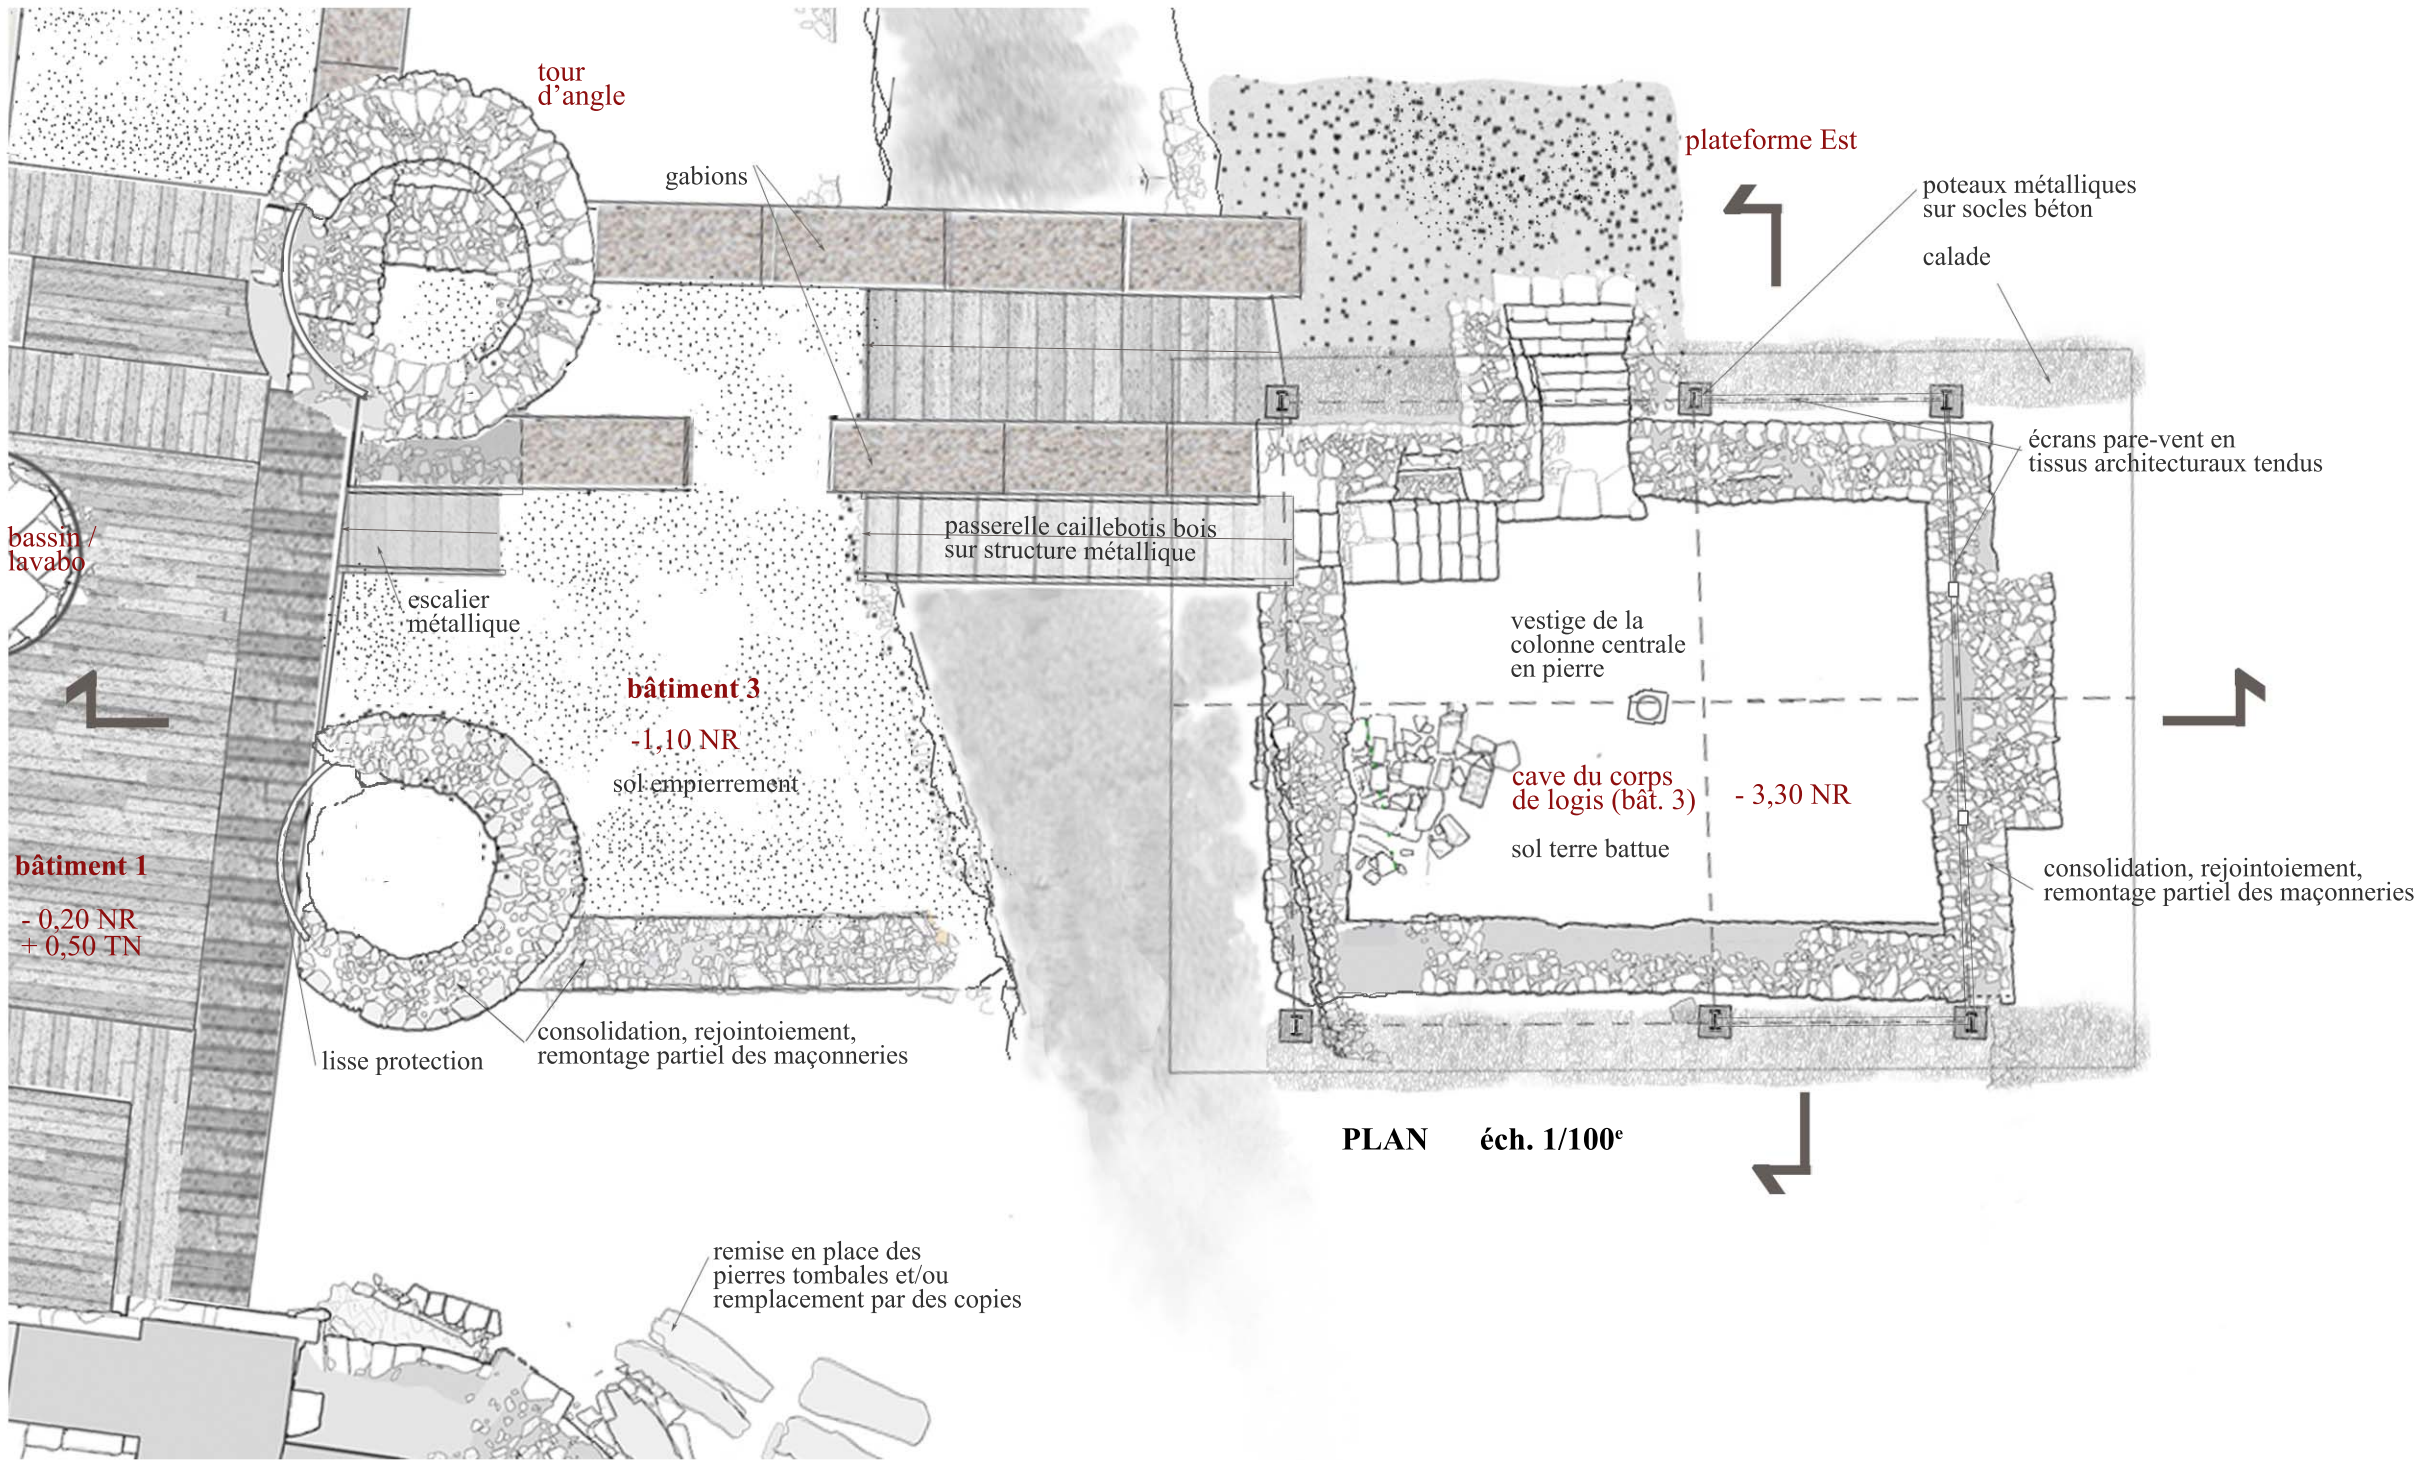 tour
d’angle
gabions
plateforme Est
poteaux métalliques
sur socles béton
calade
écrans pare-vent en
tissus architecturaux tendus
bassin /
lavabo
passerelle caillebotis bois
sur structure métallique
escalier
métallique
vestige de la
colonne centrale
en pierre
bâtiment 3
-1,10 NR
sol empierrement
cave du corps
de logis (bât. 3)
- 3,30 NR
sol terre battue
bâtiment 1
- 0,20 NR
+ 0,50 TN
consolidation, rejointoiement,
remontage partiel des maçonneries
lisse protection
consolidation, rejointoiement,
remontage partiel des maçonneries
PLAN éch. 1/100e
remise en place des
pierres tombales et/ou
remplacement par des copies